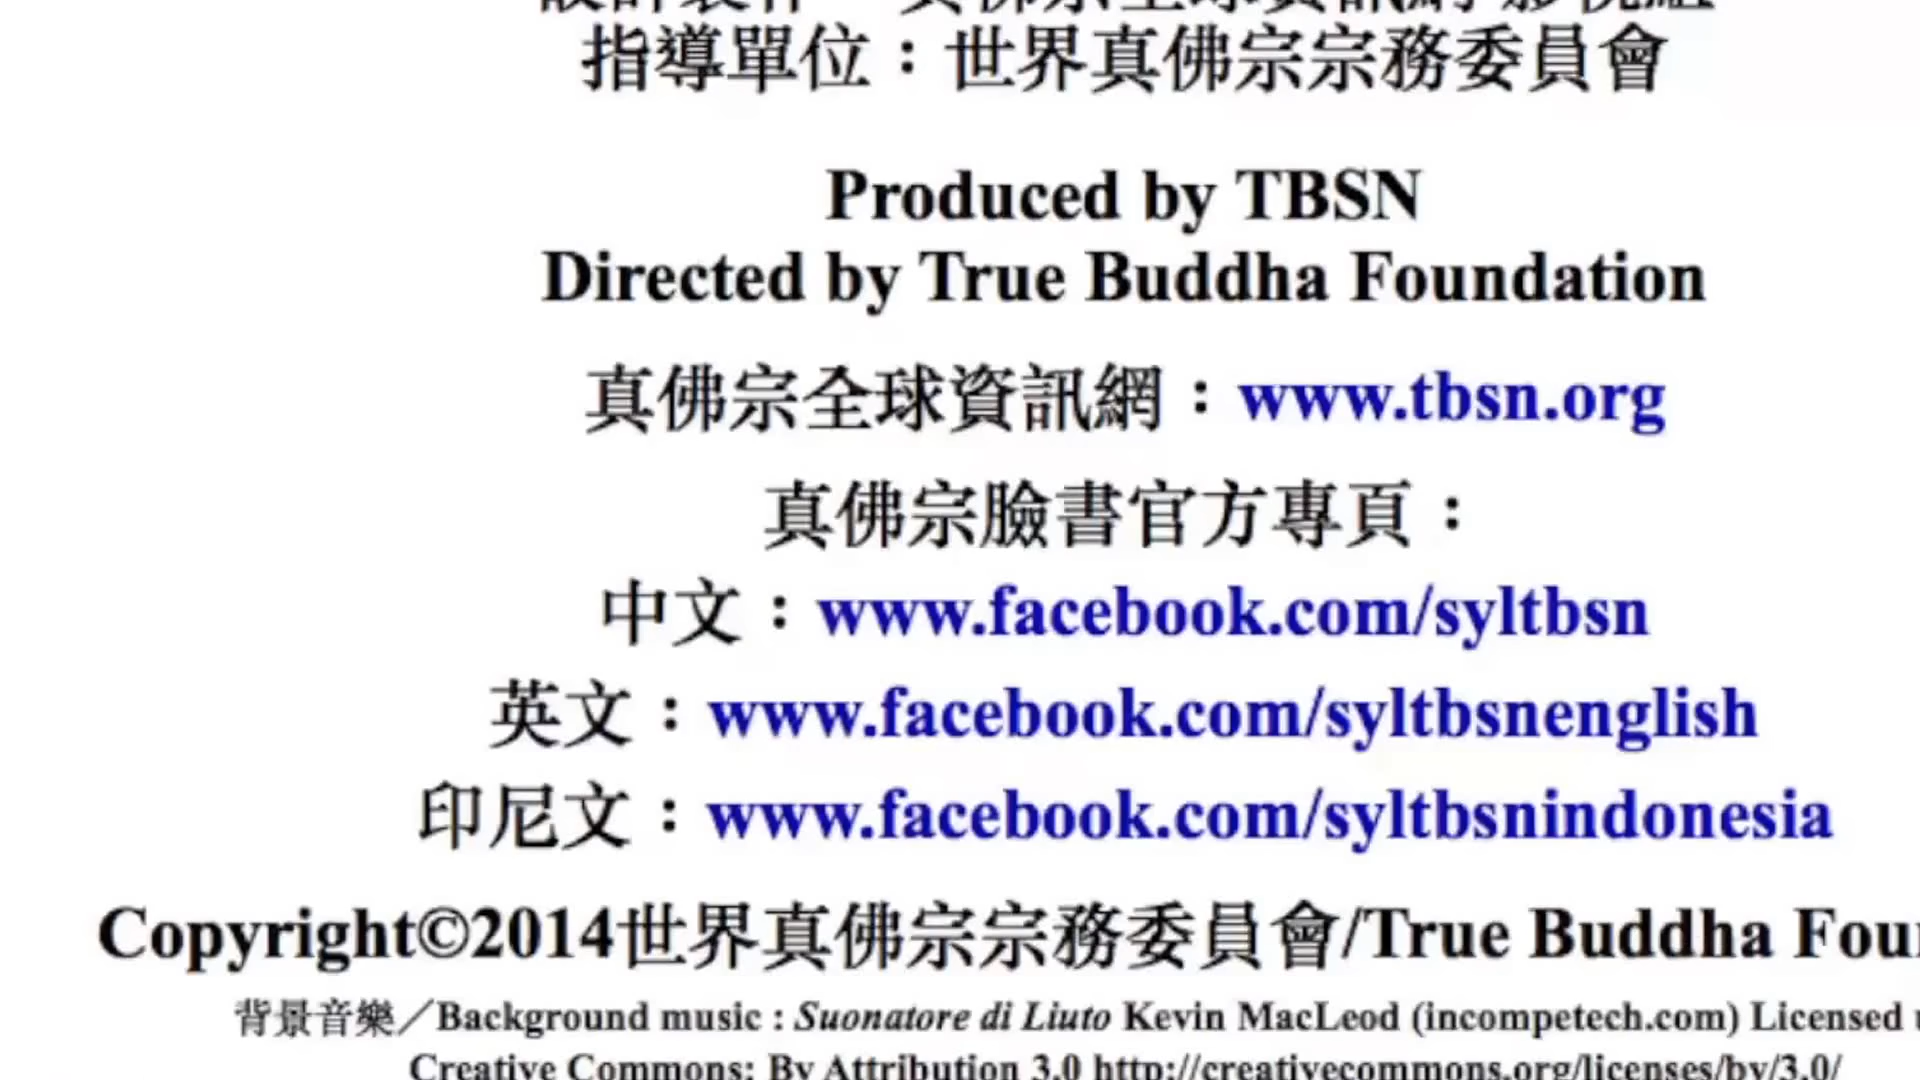 指導單位：世界真佛宗宗務委員會
Produced by TBSN
Directed by True Buddha Foundation
真佛宗全球資訊網：www.tbsn.org
真佛宗臉書官方專頁：
中文：www.facebook.com/syltbsn
英文：www.facebook.com/syltbsnenglish
印尼文：www.facebook.com/syltbsnindonesia
Copyright©2014世界真佛宗宗務委員會/True Buddha
背景音樂／Background music : Suonatore di Liuto Kevin MacLeod (incompetech.com) Licensed
Creative Commons: By Attribution 3.0 http://creativecommons.org/licenses/by/3.0/